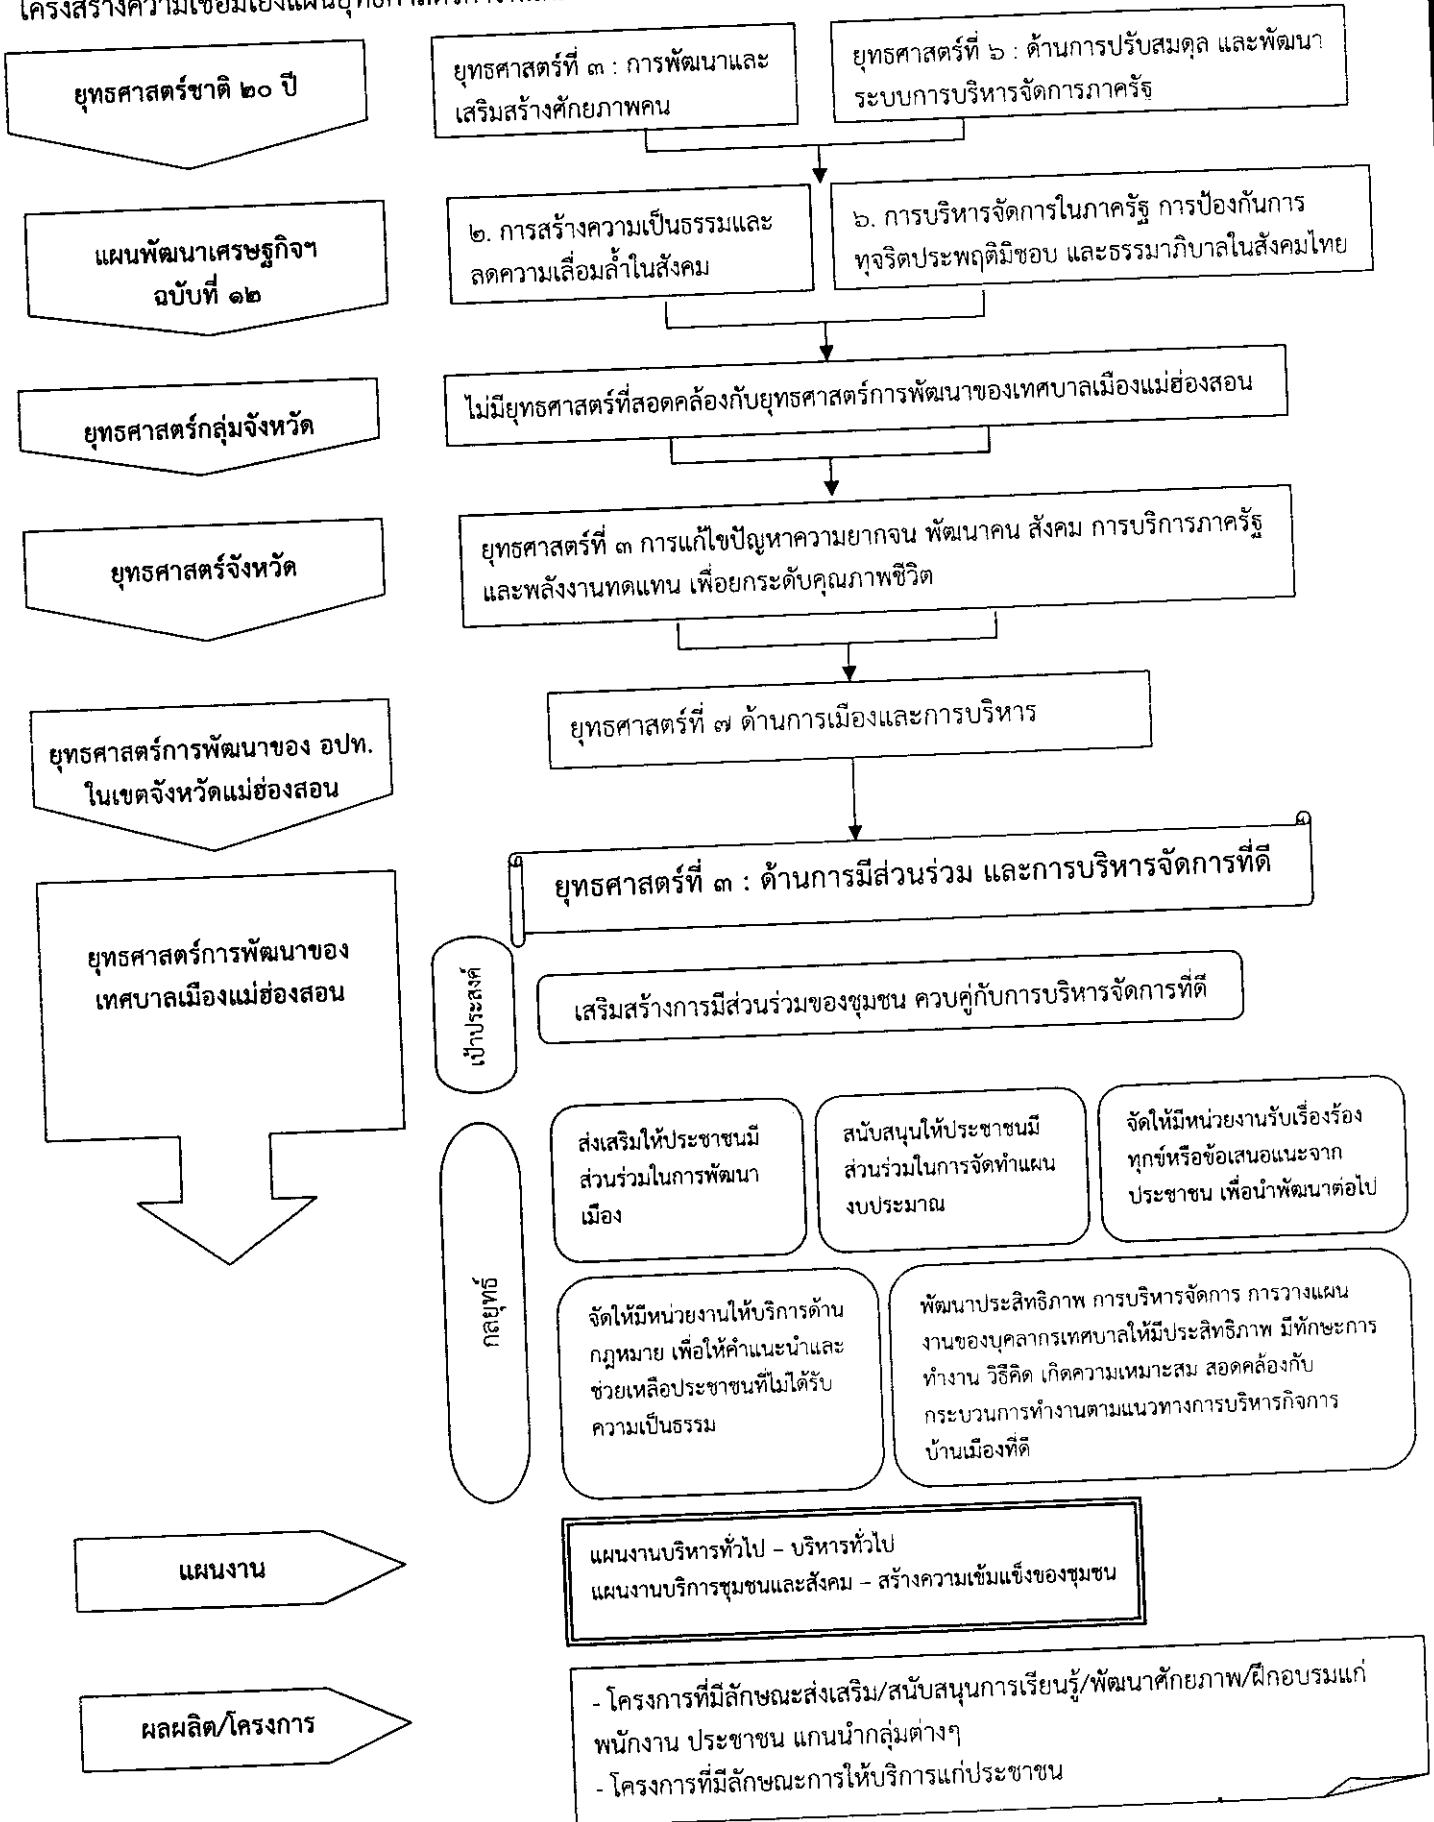 ยุทธศาสตร์ชาติ ๒๐ ปี
ยุทธศาสตร์ที่ ๓ : การพัฒนาและ
เสริมสร้างศักยภาพคน
ยุทธศาสตร์ที่ ๖ : ด้านการปรับสมดุล และพัฒนา
ระบบการบริหารจัดการภาครัฐ
แผนพัฒนาเศรษฐกิจฯ
ฉบับที่ ๑๒
๒. การสร้างความเป็นธรรมและ
ลดความเลื่อมล้ำในสังคม
๖. การบริหารจัดการในภาครัฐ การป้องกันการ
ทุจริตประพฤติมิชอบ และธรรมาภิบาลในสังคมไทย
ยุทธศาสตร์กลุ่มจังหวัด
ไม่มียุทธศาสตร์ที่สอดคล้องกับยุทธศาสตร์การพัฒนาของเทศบาลเมืองแม่ฮ่องสอน
ยุทธศาสตร์จังหวัด
ยุทธศาสตร์ที่ ๓ การแก้ไขปัญหาความยากจน พัฒนาคน สังคม การบริการภาครัฐ
และพลังงานทดแทน เพื่อยกระดับคุณภาพชีวิต
ยุทธศาสตร์การพัฒนาของ อปท.
ในเขตจังหวัดแม่ฮ่องสอน
ยุทธศาสตร์ที่ ๗ ด้านการเมืองและการบริหาร
ยุทธศาสตร์การพัฒนาของ
เทศบาลเมืองแม่ฮ่องสอน
ยุทธศาสตร์ที่ ๓ : ด้านการมีส่วนร่วม และการบริหารจัดการที่ดี
เป้าประสงค์
เสริมสร้างการมีส่วนร่วมของชุมชน ควบคู่กับการบริหารจัดการที่ดี
กลยุทธ์
ส่งเสริมให้ประชาชนมี
ส่วนร่วมในการพัฒนา
เมือง
สนับสนุนให้ประชาชนมี
ส่วนร่วมในการจัดทำแผน
งบประมาณ
จัดให้มีหน่วยงานรับเรื่องร้อง
ทุกข์หรือข้อเสนอแนะจาก
ประชาชน เพื่อนำพัฒนาต่อไป
จัดให้มีหน่วยงานให้บริการด้าน
กฎหมาย เพื่อให้คำแนะนำและ
ช่วยเหลือประชาชนที่ไม่ได้รับ
ความเป็นธรรม
พัฒนาประสิทธิภาพ การบริหารจัดการ การวางแผน
งานของบุคลากรเทศบาลให้มีประสิทธิภาพ มีทักษะการ
ทำงาน วิธีคิด เกิดความเหมาะสม สอดคล้องกับ
กระบวนการทำงานตามแนวทางการบริหารกิจการ
บ้านเมืองที่ดี
แผนงาน
แผนงานบริหารทั่วไป – บริหารทั่วไป
แผนงานบริการชุมชนและสังคม – สร้างความเข้มแข็งของชุมชน
ผลผลิต/โครงการ
- โครงการที่มีลักษณะส่งเสริม/สนับสนุนการเรียนรู้/พัฒนาศักยภาพ/ฝึกอบรมแก่
พนักงาน ประชาชน แกนนำกลุ่มต่างๆ
- โครงการที่มีลักษณะการให้บริการแก่ประชาชน